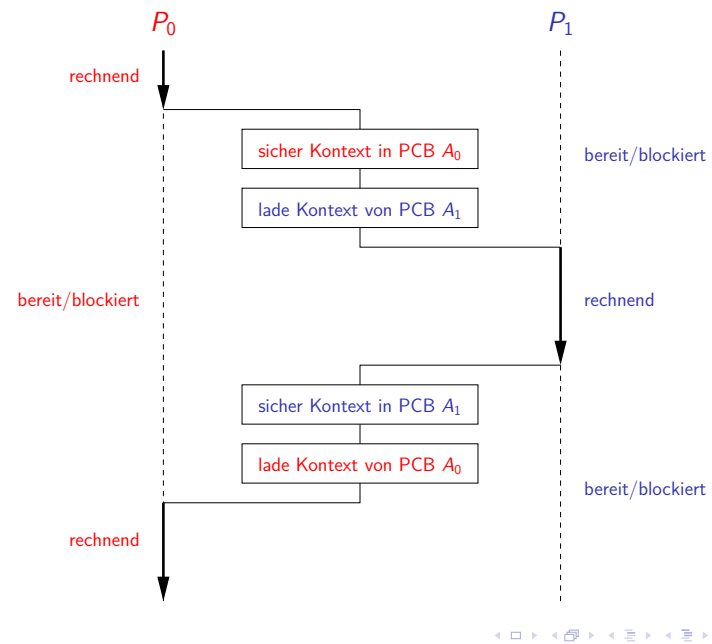 P₀
P₁
rechnend
sicher Kontext in PCB A₀
bereit/blockiert
lade Kontext von PCB A₁
bereit/blockiert
rechnend
sicher Kontext in PCB A₁
lade Kontext von PCB A₀
bereit/blockiert
rechnend